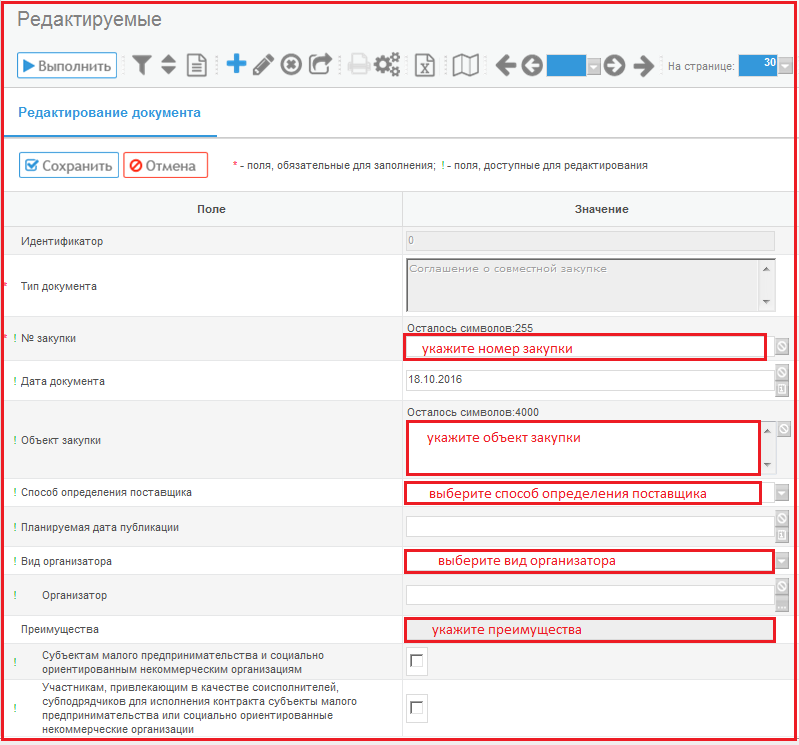 Редактируемые
Выполнить
На странице: 30
Редактирование документа
Сохранить Отмена * - поля, обязательные для заполнения; ! - поля, доступные для редактирования
Поле Значение
Идентификатор 0
* Тип документа Соглашение о совместной закупке
Осталось символов:255
* ! № закупки укажите номер закупки
! Дата документа 18.10.2016
Осталось символов:4000
! Объект закупки укажите объект закупки
! Способ определения поставщика выберите способ определения поставщика
! Планируемая дата публикации
! Вид организатора выберите вид организатора
! Организатор
Преимущества укажите преимущества
! Субъектам малого предпринимательства и социально
ориентированным некоммерческим организациям
! Участникам, привлекающим в качестве соисполнителей,
субподрядчиков для исполнения контракта субъекты малого
предпринимательства или социально ориентированные
некоммерческие организации